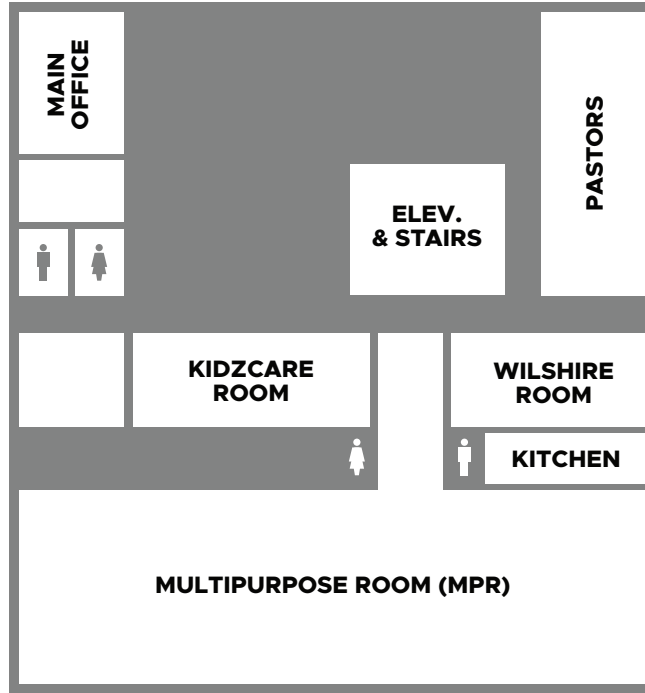 MAIN
OFFICE
PASTORS
ELEV.
& STAIRS
KIDZCARE
ROOM
WILSHIRE
ROOM
KITCHEN
MULTIPURPOSE ROOM (MPR)